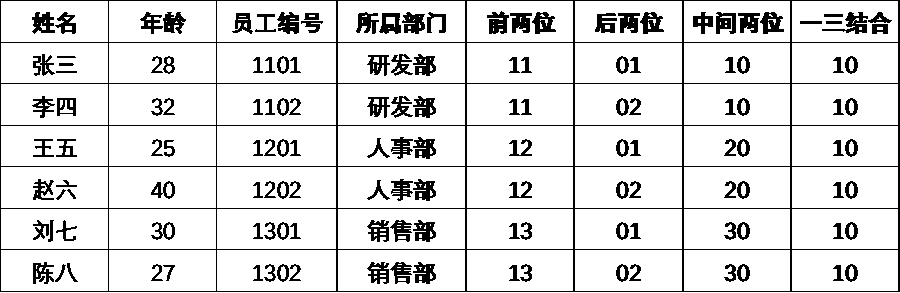 姓名 年龄 员工编号 所属部门 前两位 后两位 中间两位 一三结合
张三 28 1101 研发部 11 01 10 10
李四 32 1102 研发部 11 02 10 10
王五 25 1201 人事部 12 01 20 10
赵六 40 1202 人事部 12 02 20 10
刘七 30 1301 销售部 13 01 30 10
陈八 27 1302 销售部 13 02 30 10